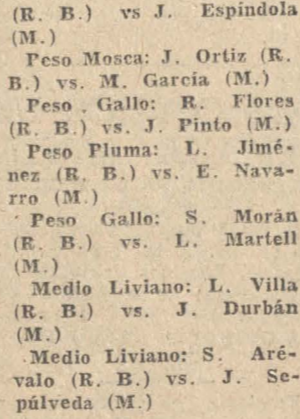 (R. B.) vs J. Espíndola
(M.)
Peso Mosca: J. Ortiz (R.
B.) vs. M. García (M.)
Peso Gallo: R. Flores
(R. B.) vs. J. Pinto (M.)
Peso Pluma: L. Jimé-
nez (R. B.) vs. E. Nava-
rro (M.)
Peso Gallo: S. Morán
(R. B.) vs. L. Martell
(M.)
Medio Liviano: L. Villa
(R. B.) vs. J. Durbán
(M.)
Medio Liviano: S. Aré-
valo (R. B.) vs. J. Se-
púlveda (M.)